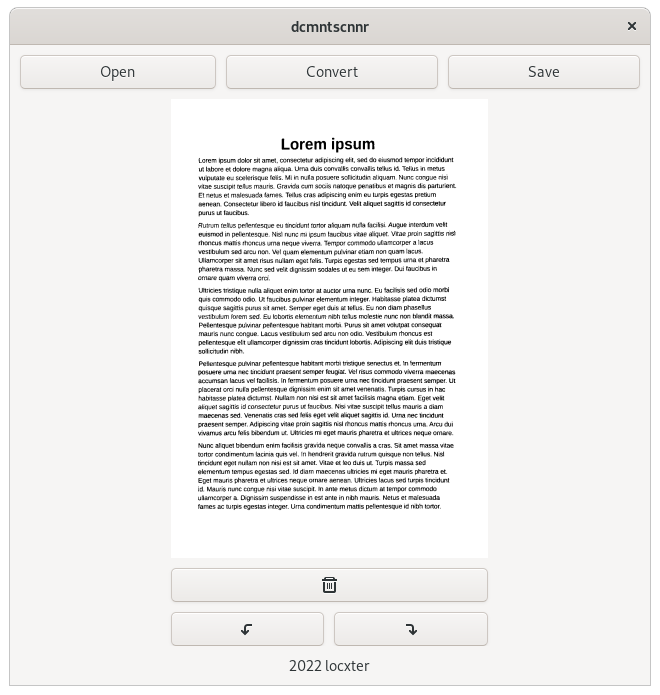 dcmntscnnr
Open Convert Save
Lorem ipsum
Lorem ipsum dolor sit amet, consectetur adipiscing elit, sed do eiusmod tempor incididunt
ut labore et dolore magna aliqua. Urna duis convallis convallis tellus id. Tellus in metus
vulputate eu scelerisque felis. Mi in nulla posuere sollicitudin aliquam. Nunc congue nisi
vitae suscipit tellus mauris. Gravida cum sociis natoque penatibus et magnis dis parturient.
Et netus et malesuada fames. Tellus cras adipiscing enim eu turpis egestas pretium
aenean. Consectetur libero id faucibus nisl tincidunt. Velit aliquet sagittis id consectetur
purus ut faucibus.
Rutrum tellus pellentesque eu tincidunt tortor aliquam nulla facilisi. Augue interdum velit
euismod in pellentesque. Nisl nunc mi ipsum faucibus vitae aliquet. Vitae proin sagittis nisl
rhoncus mattis rhoncus urna neque viverra. Tempor commodo ullamcorper a lacus
vestibulum sed arcu non. Vel quam elementum pulvinar etiam non quam lacus.
Ullamcorper sit amet risus nullam eget felis. Turpis egestas sed tempus urna et pharetra
pharetra massa. Nunc sed velit dignissim sodales ut eu sem integer. Dui faucibus in
ornare quam viverra orci.
Ultricies tristique nulla aliquet enim tortor at auctor urna nunc. Eu facilisis sed odio morbi
quis commodo odio. Ut faucibus pulvinar elementum integer. Habitasse platea dictumst
quisque sagittis purus sit amet. Semper eget duis at tellus. Eu non diam phasellus
vestibulum lorem sed. Eu lobortis elementum nibh tellus molestie nunc non blandit massa.
Pellentesque pulvinar pellentesque habitant morbi. Purus sit amet volutpat consequat
mauris nunc congue. Lacus vestibulum sed arcu non odio. Vestibulum rhoncus est
pellentesque elit ullamcorper dignissim cras tincidunt lobortis. Adipiscing elit duis tristique
sollicitudin nibh.
Pellentesque pulvinar pellentesque habitant morbi tristique senectus et. In fermentum
posuere urna nec tincidunt praesent semper feugiat. Vel risus commodo viverra maecenas
accumsan lacus vel facilisis. In fermentum posuere urna nec tincidunt praesent semper. Ut
placerat orci nulla pellentesque dignissim enim sit amet venenatis. Turpis cursus in hac
habitasse platea dictumst. Nullam non nisi est sit amet facilisis magna etiam. Eget velit
aliquet sagittis id consectetur purus ut faucibus. Nisi vitae suscipit tellus mauris a diam
maecenas sed. Venenatis cras sed felis eget velit aliquet sagittis id. Urna nec tincidunt
praesent semper. Adipiscing vitae proin sagittis nisl rhoncus mattis rhoncus urna. Arcu dui
vivamus arcu felis bibendum ut. Ultricies mi eget mauris pharetra et ultrices neque ornare.
Nunc aliquet bibendum enim facilisis gravida neque convallis a cras. Sit amet massa vitae
tortor condimentum lacinia quis vel. In hendrerit gravida rutrum quisque non tellus. Nisl
tincidunt eget nullam non nisi est sit amet. Vitae et leo duis ut. Turpis massa sed
elementum tempus egestas sed. Id diam maecenas ultricies mi eget mauris pharetra et.
Eget mauris pharetra et ultrices neque ornare aenean. Ultricies lacus sed turpis tincidunt
id. Mauris nunc congue nisi vitae suscipit. In ante metus dictum at tempor commodo
ullamcorper a. Dignissim suspendisse in est ante in nibh mauris. Netus et malesuada
fames ac turpis egestas integer. Urna condimentum mattis pellentesque id nibh tortor.
2022 locxter